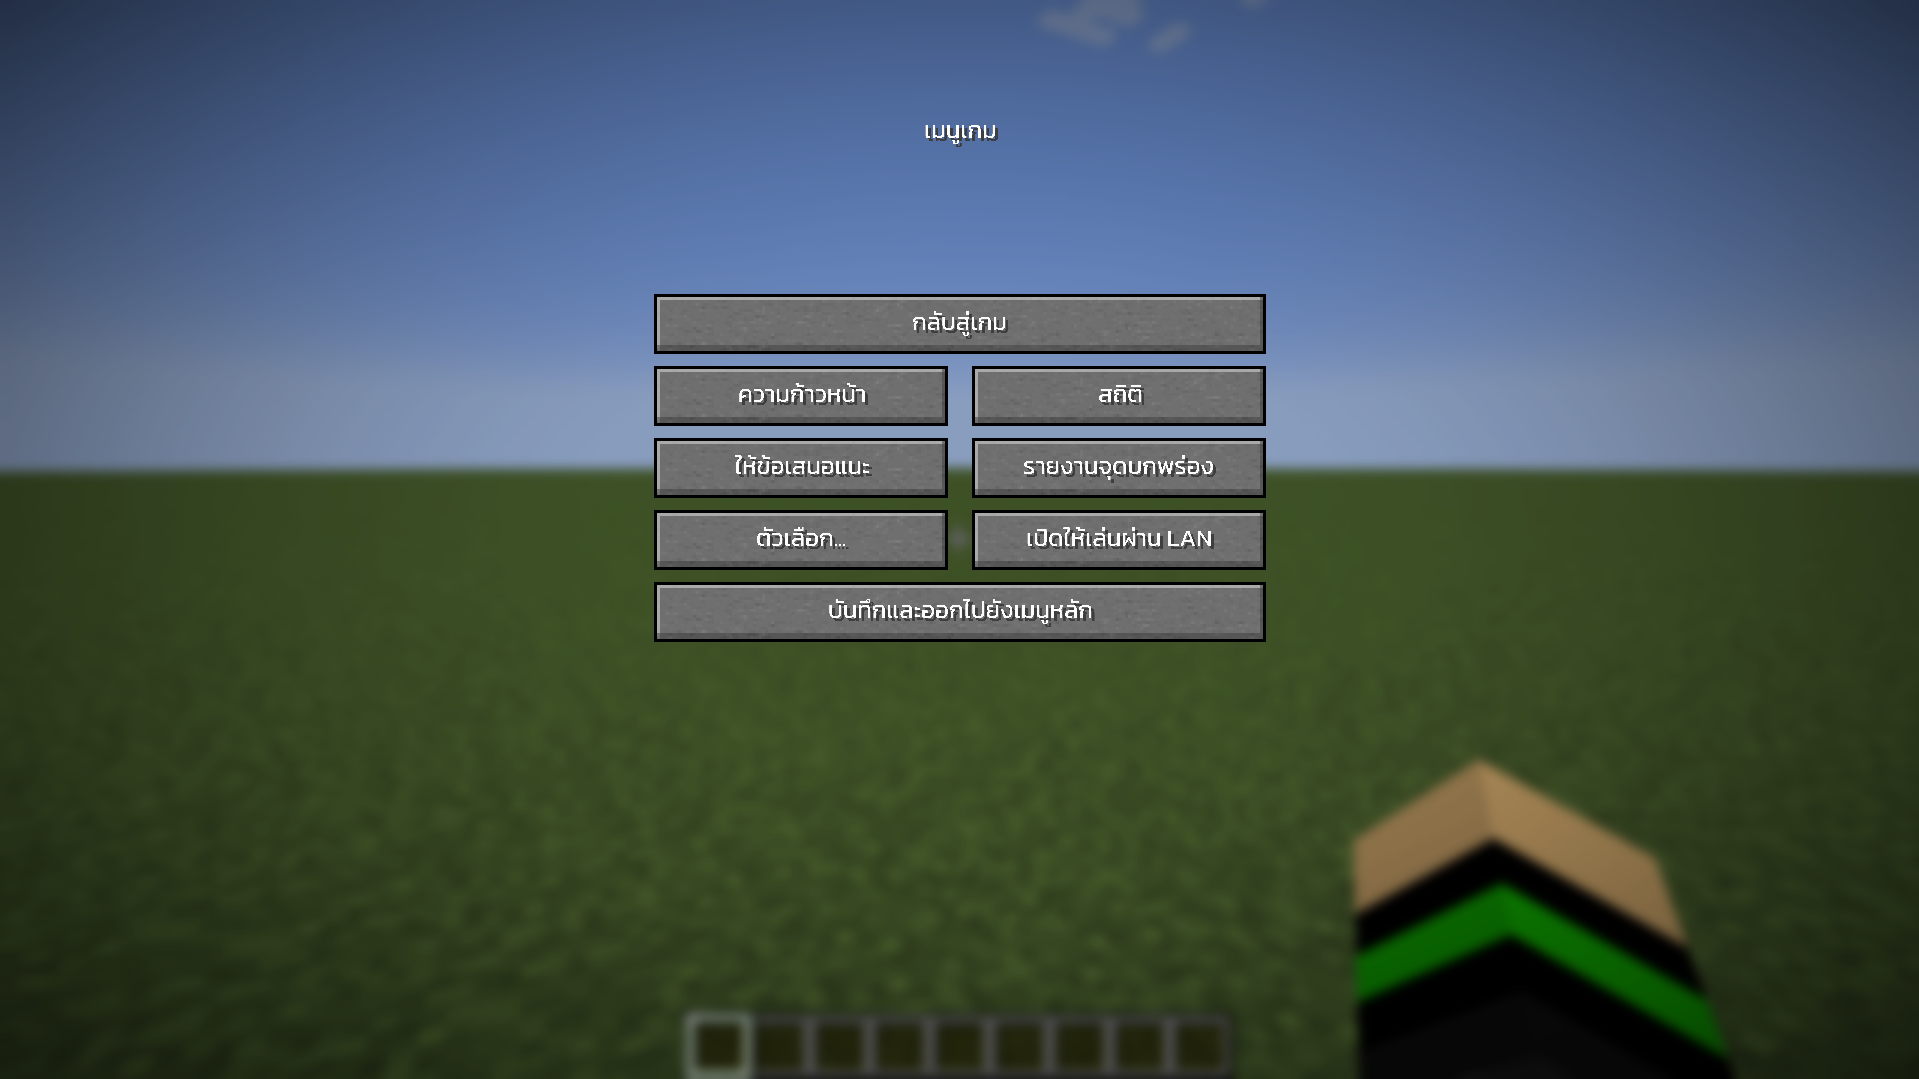 เมนูเกม
กลับสู่เกม
ความก้าวหน้า
สถิติ
ให้ข้อเสนอแนะ
รายงานจุดบกพร่อง
ตัวเลือก...
เปิดให้เล่นผ่าน LAN
บันทึกและออกไปยังเมนูหลัก